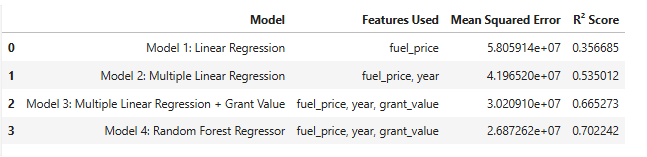 Model Features Used Mean Squared Error R² Score
0 Model 1: Linear Regression fuel_price 5.805914e+07 0.356685
1 Model 2: Multiple Linear Regression fuel_price, year 4.196520e+07 0.535012
2 Model 3: Multiple Linear Regression + Grant Value fuel_price, year, grant_value 3.020910e+07 0.665273
3 Model 4: Random Forest Regressor fuel_price, year, grant_value 2.687262e+07 0.702242